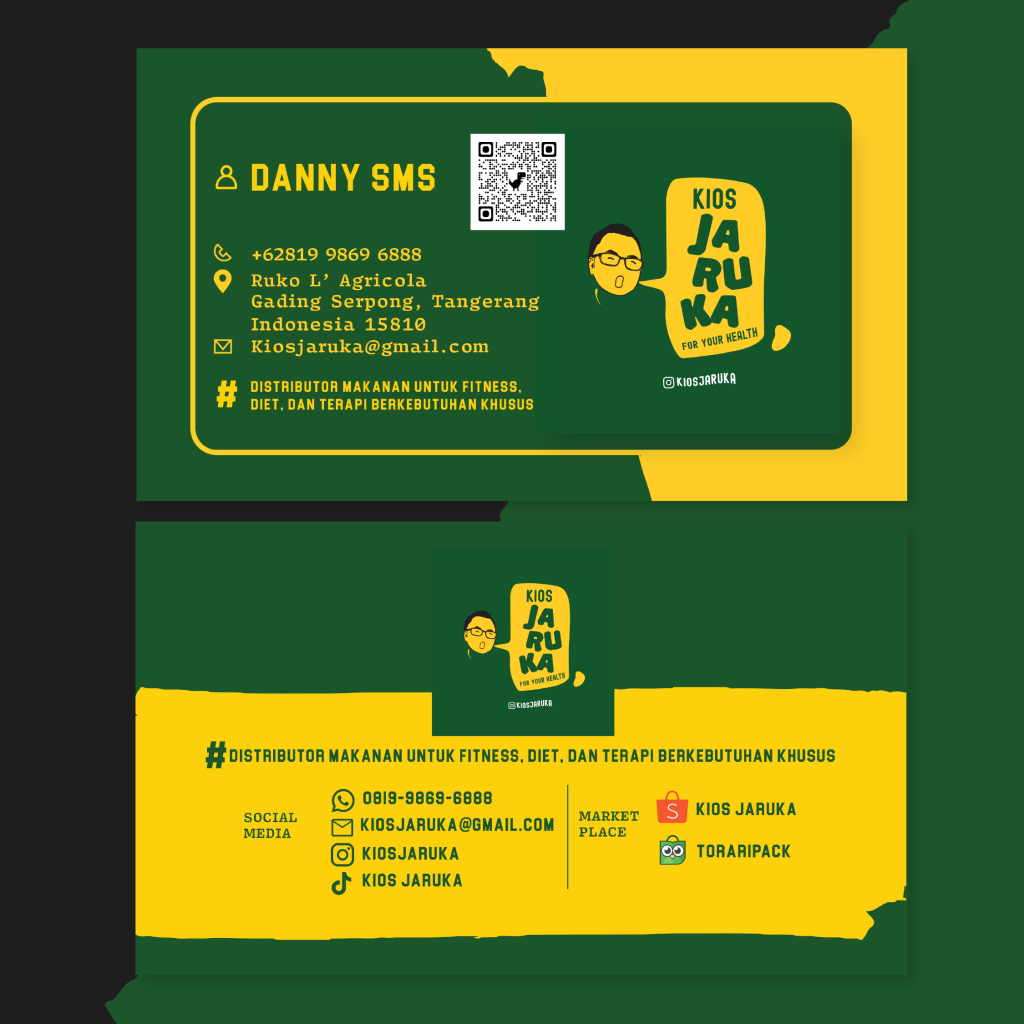 DANNY SMS
+62819 9869 6888
Ruko L' Agricola
Gading Serpong, Tangerang
Indonesia 15810
Kiosjaruka@gmail.com
# DISTRIBUTOR MAKANAN UNTUK FITNESS,
DIET, DAN TERAPI BERKEBUTUHAN KHUSUS
KIOS
JA
RU
KA
FOR YOUR HEALTH
KIOSJARUKA
KIOS
JA
RU
KA
FOR YOUR HEALTH
KIOSJARUKA
#DISTRIBUTOR MAKANAN UNTUK FITNESS, DIET, DAN TERAPI BERKEBUTUHAN KHUSUS
SOCIAL
MEDIA
0819-9869-6888
KIOSJARUKA@GMAIL.COM
KIOSJARUKA
KIOS JARUKA
MARKET
PLACE
S
KIOS JARUKA
TORARIPACK